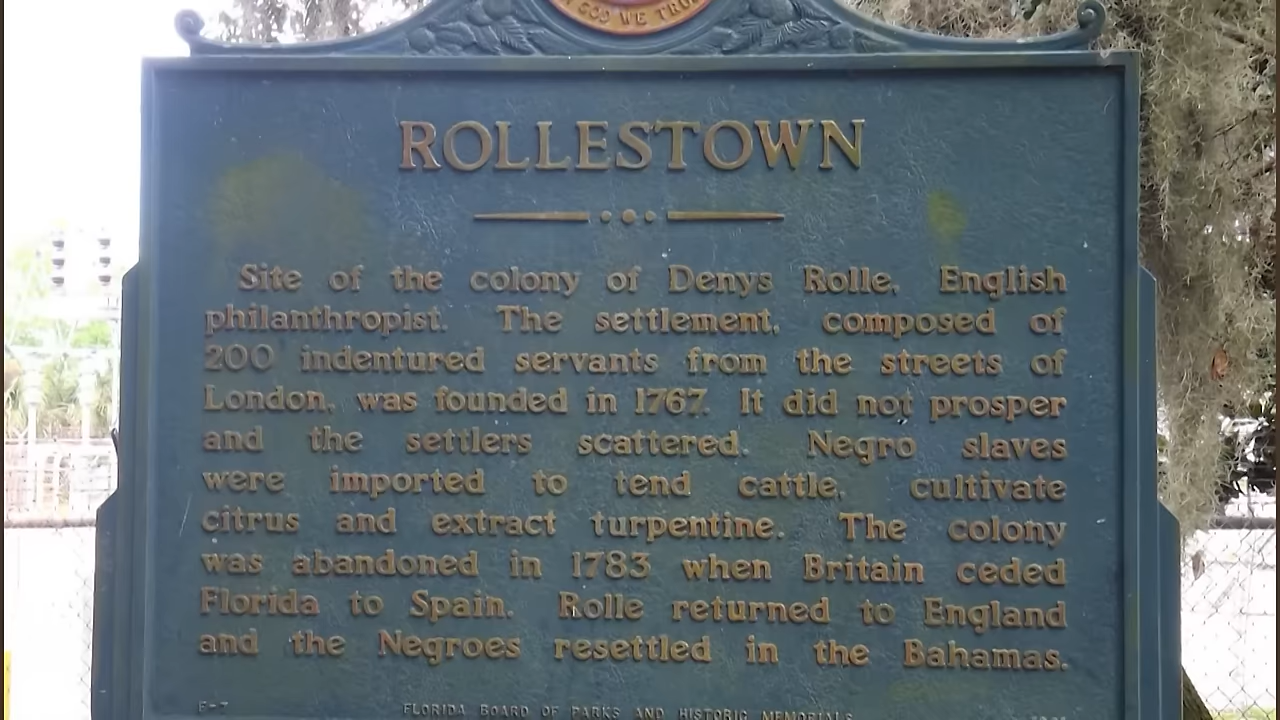 GOD WE TRUS
ROLLESTOWN
Site of the colony of Denys Rolle, English
philanthropist. The settlement, composed of
200 indentured servants from the streets of
London, was founded in 1767. It did not prosper
and the settlers scattered. Negro slaves
were imported to tend cattle, cultivate
citrus and extract turpentine. The colony
was abandoned in 1783 when Britain ceded
Florida to Spain. Rolle returned to England
and the Negroes resettled in the Bahamas.
FLORIDA BOARD OF PARKS AND HISTORIC MEMORIALS